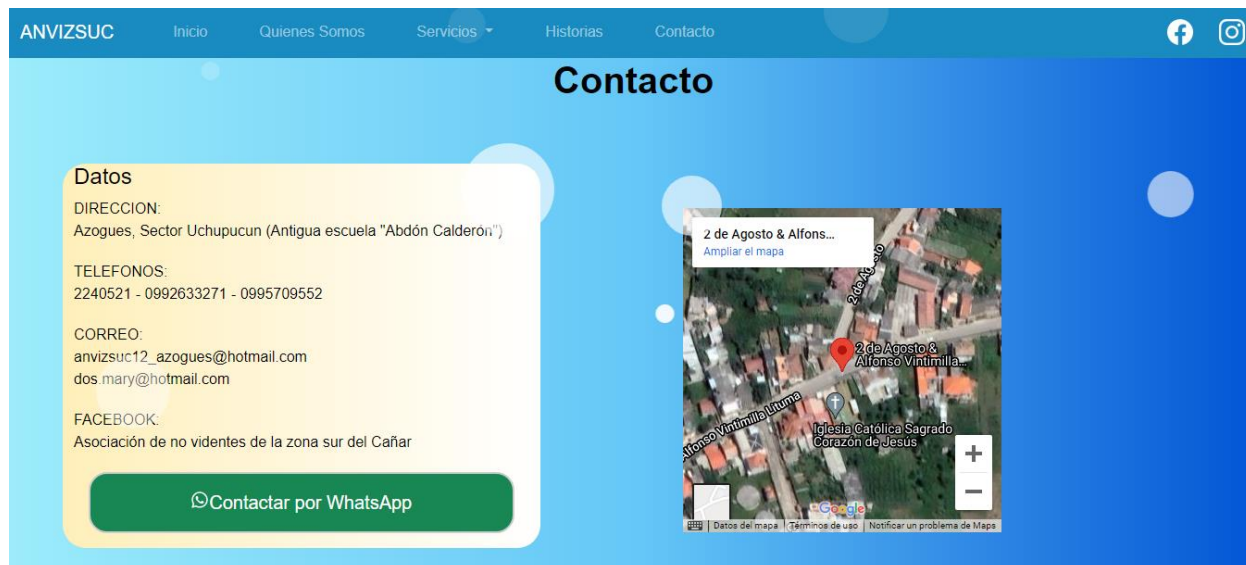 ANVIZSUC Inicio Quienes Somos Servicios Historias Contacto
Contacto
Datos
DIRECCION:
Azogues, Sector Uchupucun (Antigua escuela "Abdón Calderón")
TELEFONOS:
2240521 - 0992633271 - 0995709552
CORREO:
anvizsuc12_azogues@hotmail.com
dos.mary@hotmail.com
FACEBOOK:
Asociación de no videntes de la zona sur del Cañar
Contactar por WhatsApp
2 de Agosto & Alfons...
Ampliar el mapa
2 de Agosto
2 de Agosto &
Alfonso Vintimilla...
Alfonso Vintimilla Lituma
Iglesia Católica Sagrado
Corazón de Jesús
Google
Datos del mapa Términos de uso Notificar un problema de Maps